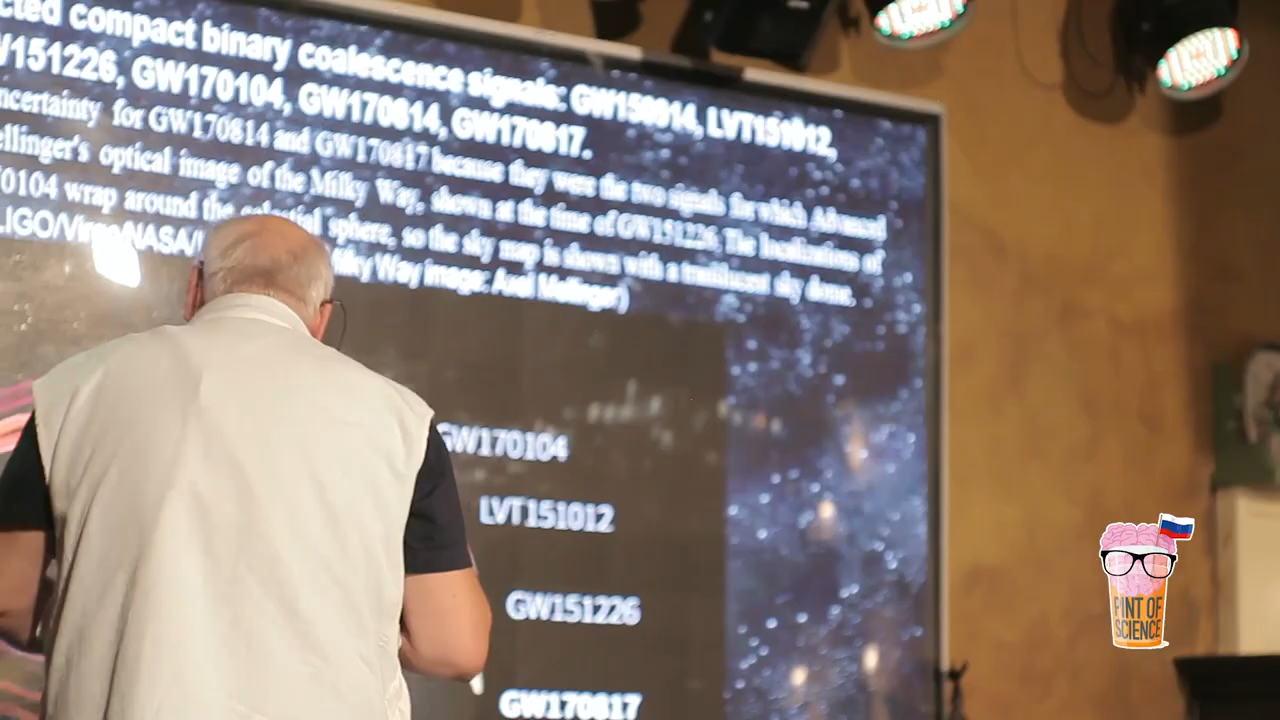 cted compact binary coalescence signals: GW150914, LVT151012,
W151226, GW170104, GW170814, GW170817.
ncertainty for GW170814 and GW170817 because they were the two signals for which Advanced
ellinger's optical image of the Milky Way, shown at the time of GW151226. The localizations of
70104 wrap around the celestial sphere, so the sky map is shown with a translucent sky dome.
LIGO/Virgo/NASA/ Milky Way image: Axel Mellinger)
GW170104
LVT151012
GW151226
GW170817
PINT OF
SCIENCE